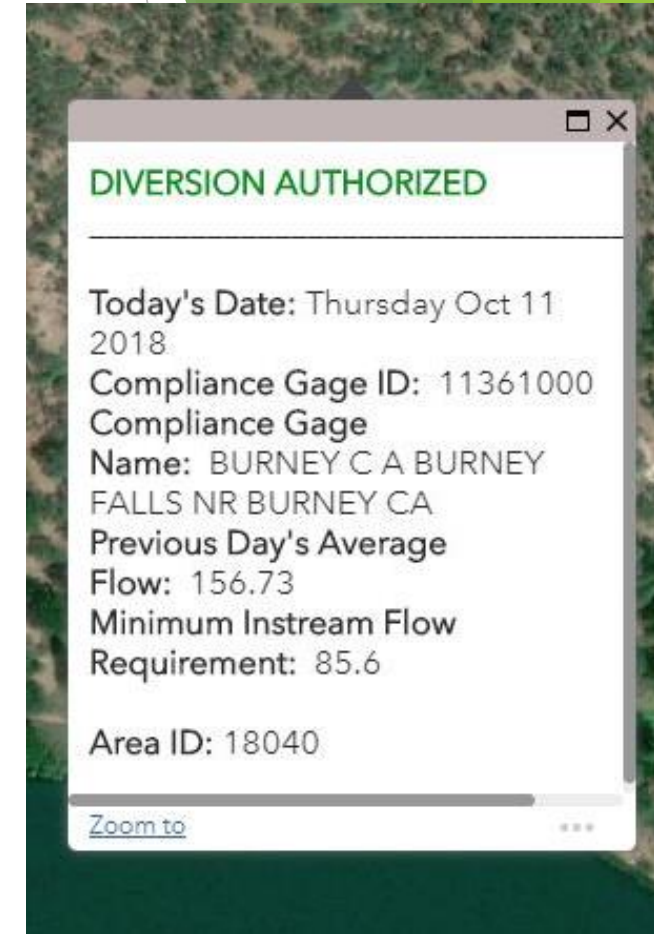 DIVERSION AUTHORIZED
Today's Date: Thursday Oct 11
2018
Compliance Gage ID: 11361000
Compliance Gage
Name: BURNEY C A BURNEY
FALLS NR BURNEY CA
Previous Day's Average
Flow: 156.73
Minimum Instream Flow
Requirement: 85.6
Area ID: 18040
Zoom to